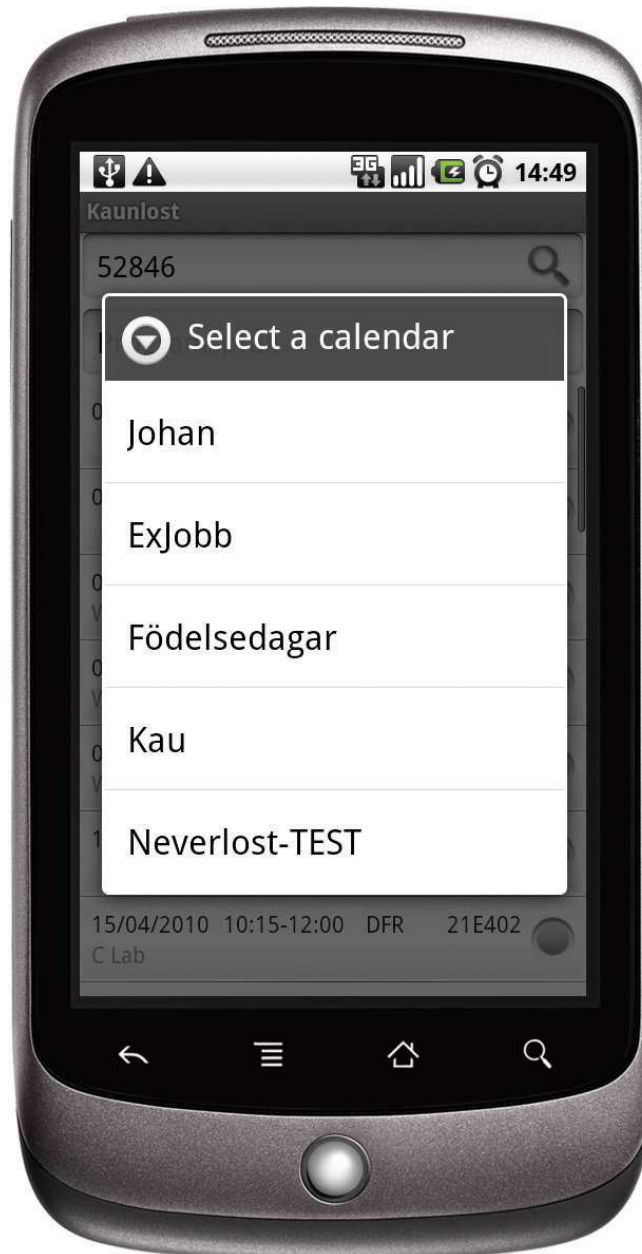 3G
14:49
Kaunlost
52846
Select a calendar
Johan
ExJobb
Födelsedagar
Kau
Neverlost-TEST
15/04/2010 10:15-12:00 DFR 21E402
C Lab